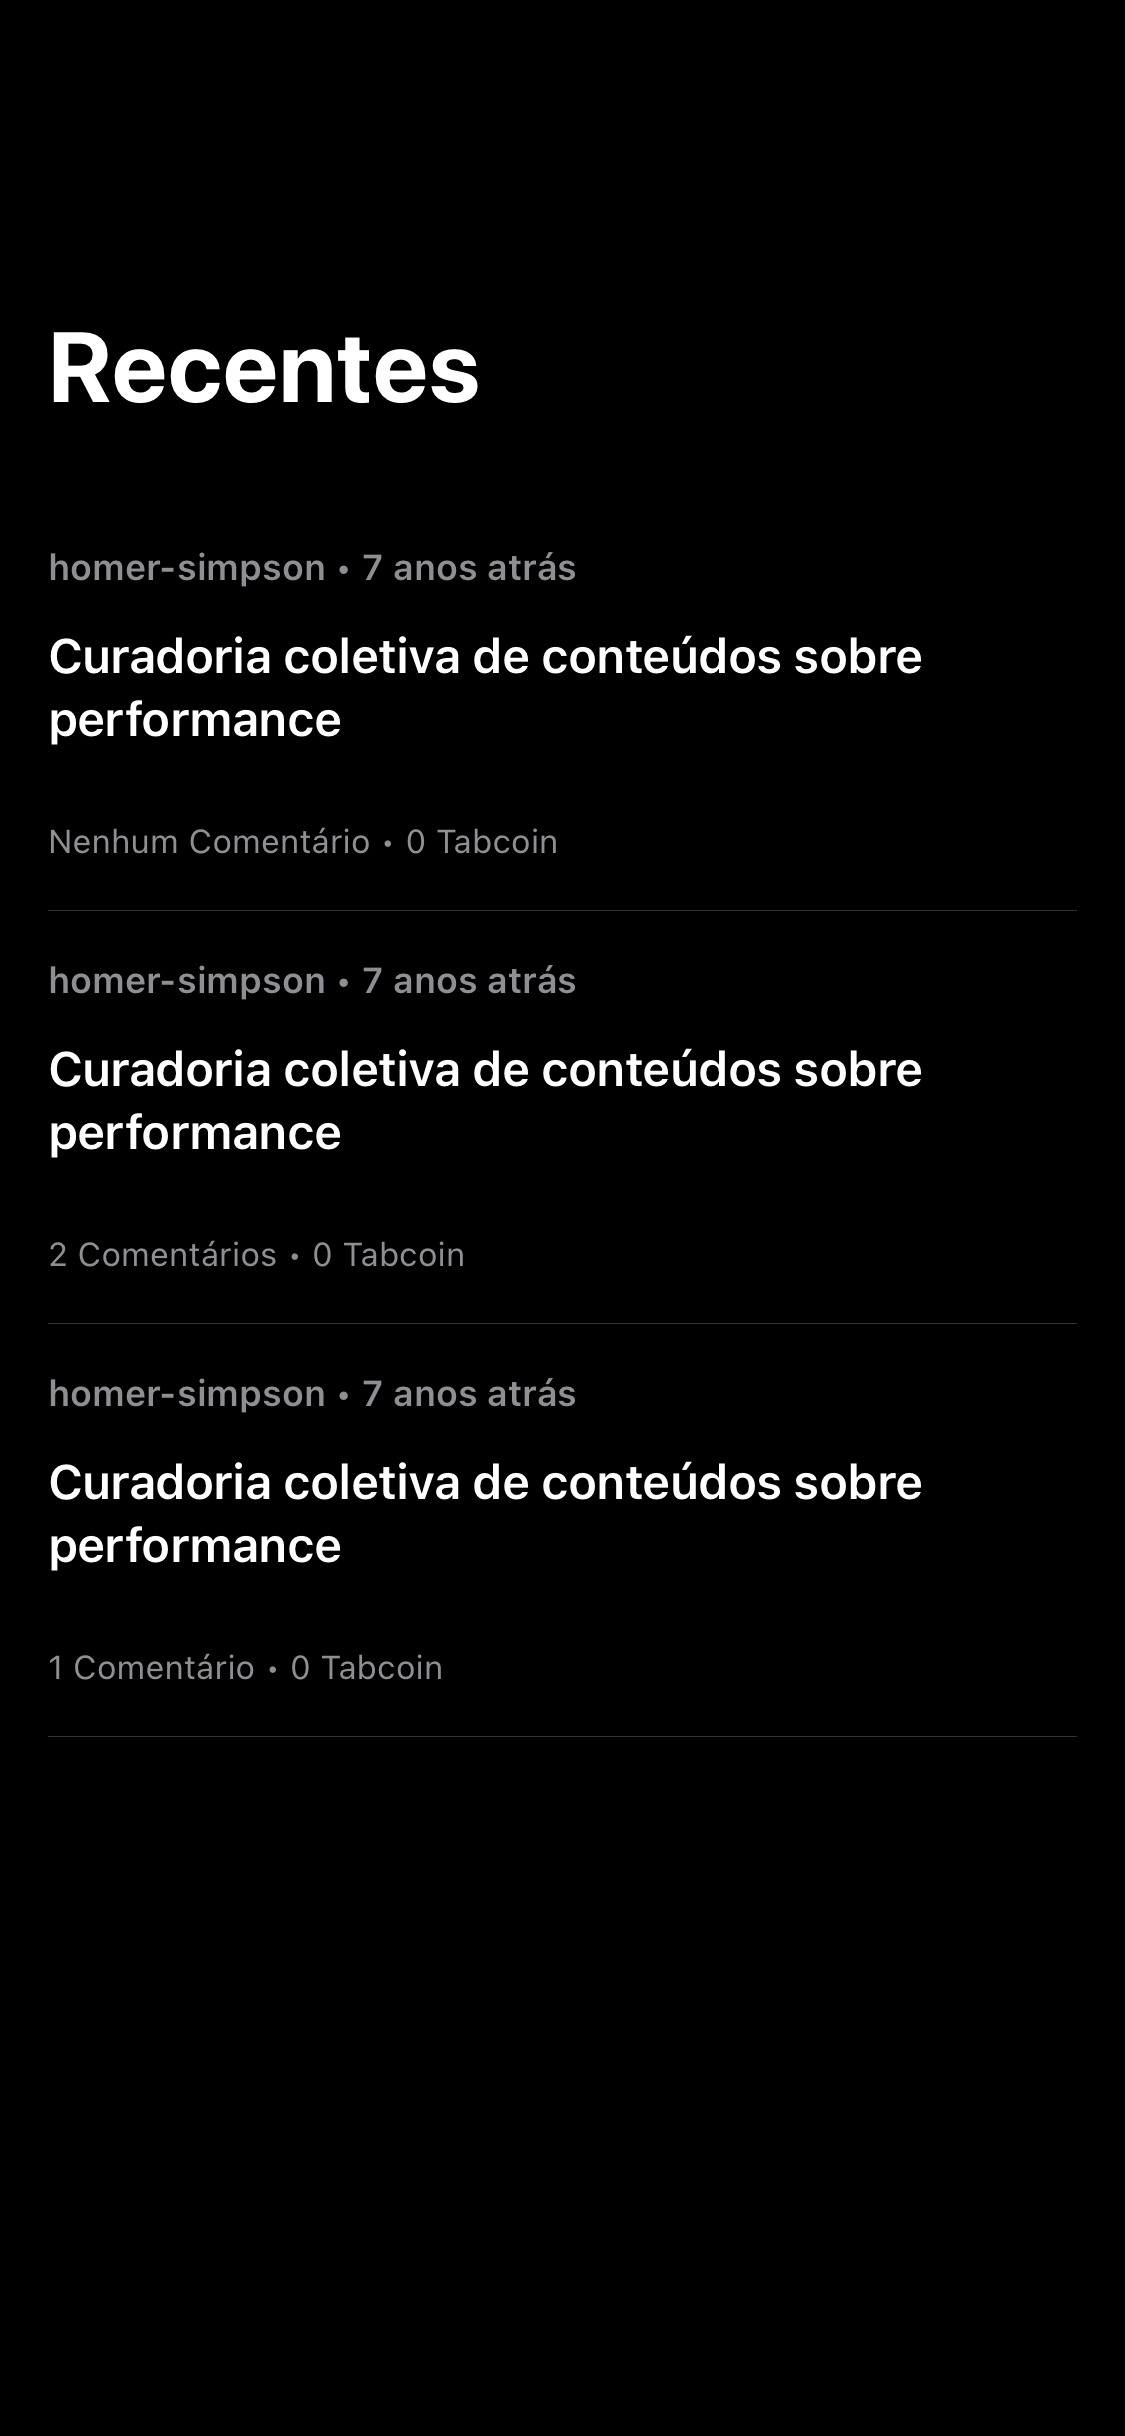 Recentes
homer-simpson • 7 anos atrás
Curadoria coletiva de conteúdos sobre
performance
Nenhum Comentário • 0 Tabcoin
homer-simpson • 7 anos atrás
Curadoria coletiva de conteúdos sobre
performance
2 Comentários • 0 Tabcoin
homer-simpson • 7 anos atrás
Curadoria coletiva de conteúdos sobre
performance
1 Comentário • 0 Tabcoin